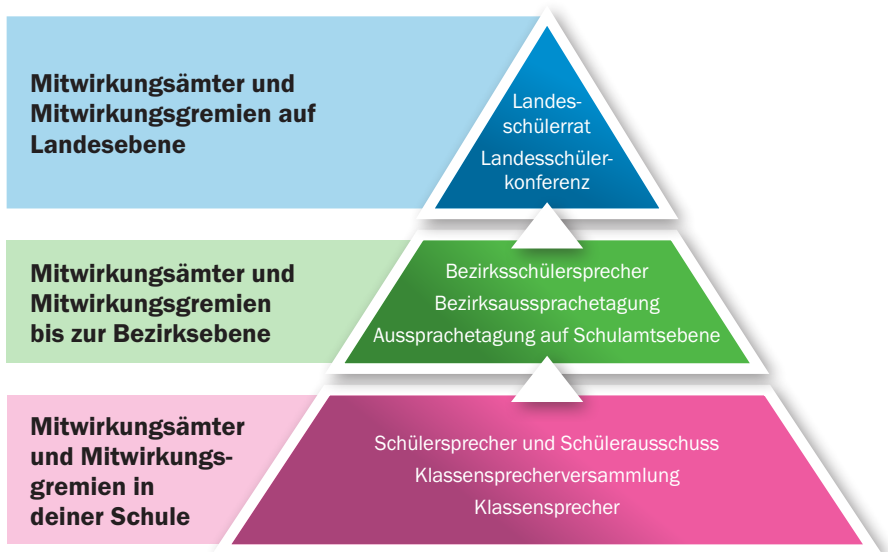 Mitwirkungsämter und
Mitwirkungsgremien auf
Landesebene
Landes-
schülerrat
Landesschüler-
konferenz
Mitwirkungsämter und
Mitwirkungsgremien
bis zur Bezirksebene
Bezirksschülersprecher
Bezirksaussprachetagung
Aussprachetagung auf Schulamtsebene
Mitwirkungsämter
und Mitwirkungs-
gremien in
deiner Schule
Schülersprecher und Schülerausschuss
Klassensprecherversammlung
Klassensprecher